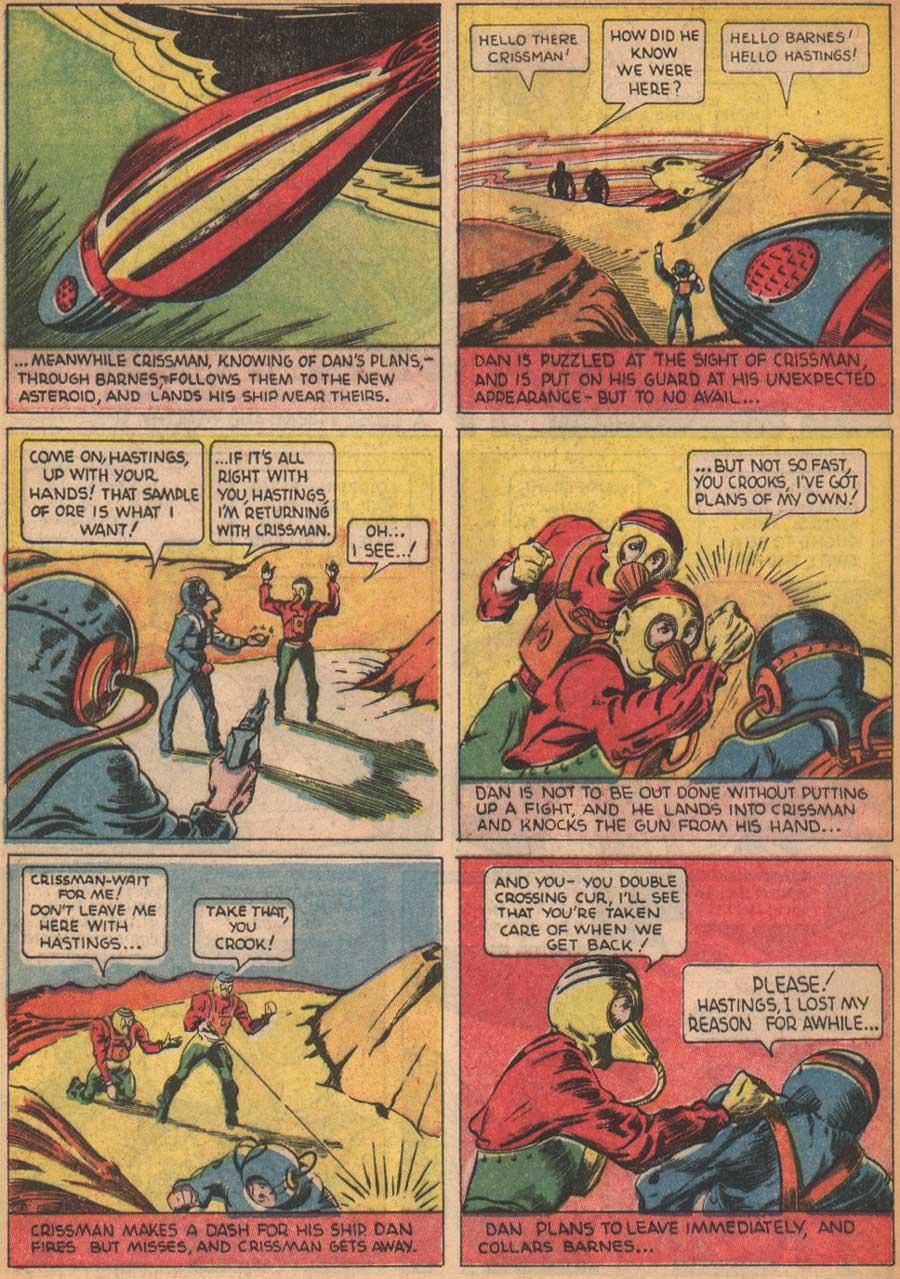 ...MEANWHILE CRISSMAN, KNOWING OF DAN'S PLANS,-
THROUGH BARNES, FOLLOWS THEM TO THE NEW
ASTEROID, AND LANDS HIS SHIP NEAR THEIRS.
HELLO THERE
CRISSMAN!
HOW DID HE
KNOW
WE WERE
HERE?
HELLO BARNES!
HELLO HASTINGS!
DAN IS PUZZLED AT THE SIGHT OF CRISSMAN,
AND IS PUT ON HIS GUARD AT HIS UNEXPECTED
APPEARANCE - BUT TO NO AVAIL...
COME ON, HASTINGS,
UP WITH YOUR
HANDS! THAT SAMPLE
OF ORE IS WHAT I
WANT!
...IF IT'S ALL
RIGHT WITH
YOU, HASTINGS,
I'M RETURNING
WITH CRISSMAN.
OH...
I SEE..!
...BUT NOT SO FAST,
YOU CROOKS, I'VE GOT
PLANS OF MY OWN!
DAN IS NOT TO BE OUT DONE WITHOUT PUTTING
UP A FIGHT, AND HE LANDS INTO CRISSMAN
AND KNOCKS THE GUN FROM HIS HAND...
CRISSMAN-WAIT
FOR ME!
DON'T LEAVE ME
HERE WITH
HASTINGS...
TAKE THAT,
YOU
CROOK!
CRISSMAN MAKES A DASH FOR HIS SHIP. DAN
FIRES BUT MISSES, AND CRISSMAN GETS AWAY.
AND YOU- YOU DOUBLE
CROSSING CUR, I'LL SEE
THAT YOU'RE TAKEN
CARE OF WHEN WE
GET BACK!
PLEASE!
HASTINGS, I LOST MY
REASON FOR AWHILE...
DAN PLANS TO LEAVE IMMEDIATELY, AND
COLLARS BARNES...